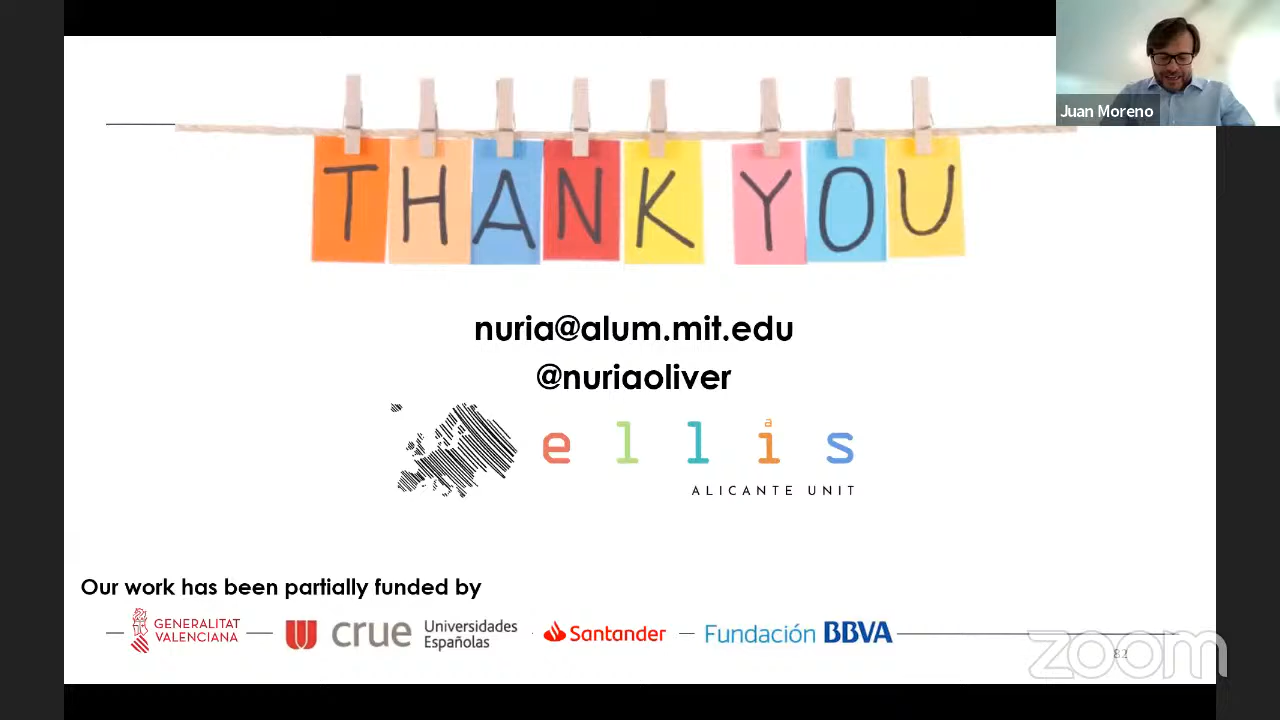 Juan Moreno
THANK YOU
nuria@alum.mit.edu
@nuriaoliver
ellis
a
ALICANTE UNIT
Our work has been partially funded by
GENERALITAT
VALENCIANA
crue
Universidades
Españolas
Santander
Fundación BBVA
82
zoom